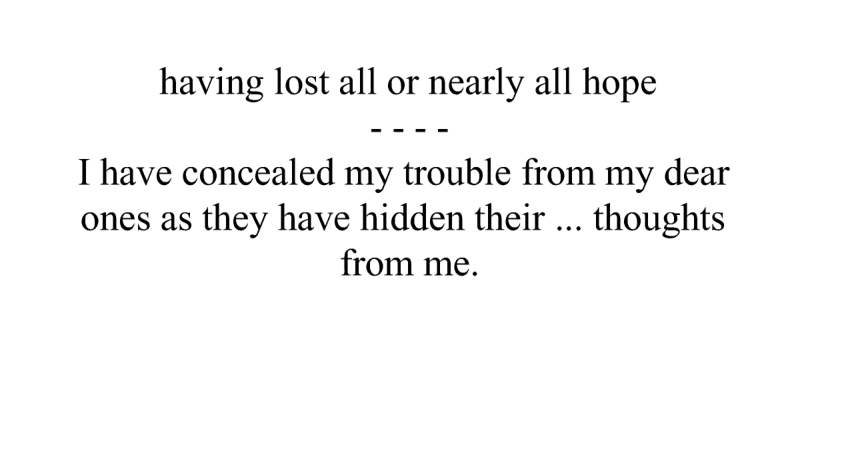 having lost all or nearly all hope
- - - -
I have concealed my trouble from my dear
ones as they have hidden their ... thoughts
from me.